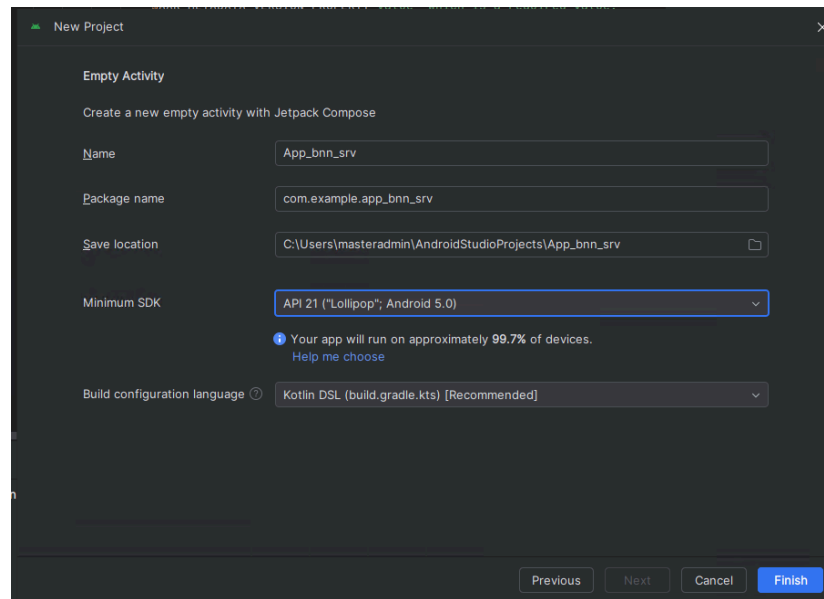 New Project
Empty Activity
Create a new empty activity with Jetpack Compose
Name
App_bnn_srv
Package name
com.example.app_bnn_srv
Save location
C:\Users\masteradmin\AndroidStudioProjects\App_bnn_srv
Minimum SDK
API 21 ("Lollipop"; Android 5.0)
Your app will run on approximately 99.7% of devices.
Help me choose
Build configuration language
Kotlin DSL (build.gradle.kts) [Recommended]
Previous
Next
Cancel
Finish